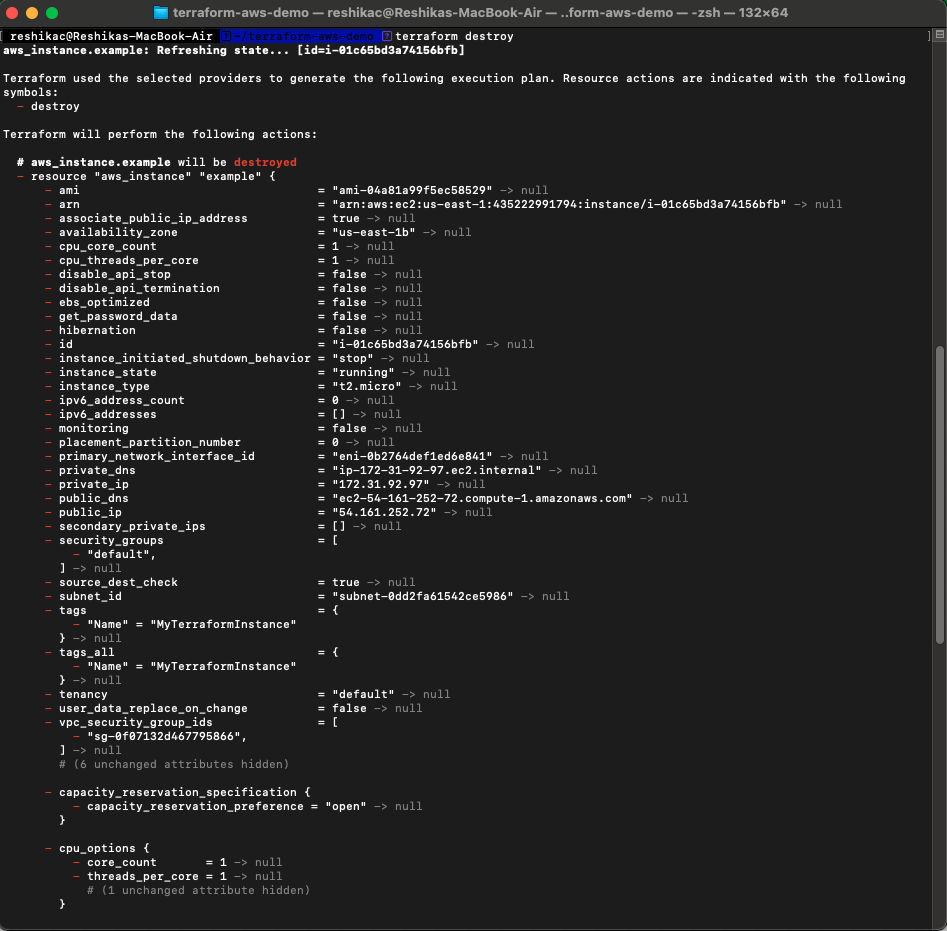 terraform-aws-demo — reshikac@Reshikas-MacBook-Air — ..form-aws-demo — -zsh — 132×64
[ reshikac@Reshikas-MacBook-Air ? ~/terraform-aws-demo ? terraform destroy ]
aws_instance.example: Refreshing state... [id=i-01c65bd3a74156bfb]
Terraform used the selected providers to generate the following execution plan. Resource actions are indicated with the following
symbols:
- destroy
Terraform will perform the following actions:
# aws_instance.example will be destroyed
- resource "aws_instance" "example" {
- ami = "ami-04a81a99f5ec58529" -> null
- arn = "arn:aws:ec2:us-east-1:435222991794:instance/i-01c65bd3a74156bfb" -> null
- associate_public_ip_address = true -> null
- availability_zone = "us-east-1b" -> null
- cpu_core_count = 1 -> null
- cpu_threads_per_core = 1 -> null
- disable_api_stop = false -> null
- disable_api_termination = false -> null
- ebs_optimized = false -> null
- get_password_data = false -> null
- hibernation = false -> null
- id = "i-01c65bd3a74156bfb" -> null
- instance_initiated_shutdown_behavior = "stop" -> null
- instance_state = "running" -> null
- instance_type = "t2.micro" -> null
- ipv6_address_count = 0 -> null
- ipv6_addresses = [] -> null
- monitoring = false -> null
- placement_partition_number = 0 -> null
- primary_network_interface_id = "eni-0b2764def1ed6e841" -> null
- private_dns = "ip-172-31-92-97.ec2.internal" -> null
- private_ip = "172.31.92.97" -> null
- public_dns = "ec2-54-161-252-72.compute-1.amazonaws.com" -> null
- public_ip = "54.161.252.72" -> null
- secondary_private_ips = [] -> null
- security_groups = [
- "default",
] -> null
- source_dest_check = true -> null
- subnet_id = "subnet-0dd2fa61542ce5986" -> null
- tags = {
- "Name" = "MyTerraformInstance"
} -> null
- tags_all = {
- "Name" = "MyTerraformInstance"
} -> null
- tenancy = "default" -> null
- user_data_replace_on_change = false -> null
- vpc_security_group_ids = [
- "sg-0f07132d467795866",
] -> null
# (6 unchanged attributes hidden)
- capacity_reservation_specification {
- capacity_reservation_preference = "open" -> null
}
- cpu_options {
- core_count = 1 -> null
- threads_per_core = 1 -> null
# (1 unchanged attribute hidden)
}